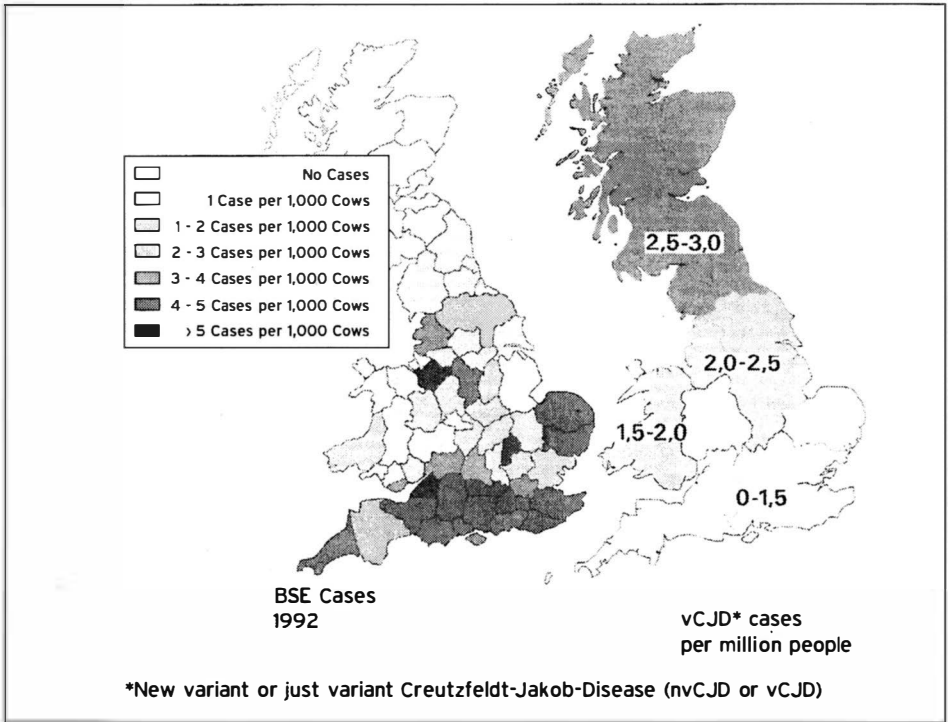 No Cases
1 Case per 1,000 Cows
1 - 2 Cases per 1,000 Cows
2 - 3 Cases per 1,000 Cows
3 - 4 Cases per 1,000 Cows
4 - 5 Cases per 1,000 Cows
> 5 Cases per 1,000 Cows
2,5-3,0
2,0-2,5
1,5-2,0
0-1,5
BSE Cases
1992
vCJD* cases
per million people
*New variant or just variant Creutzfeldt-Jakob-Disease (nvCJD or vCJD)